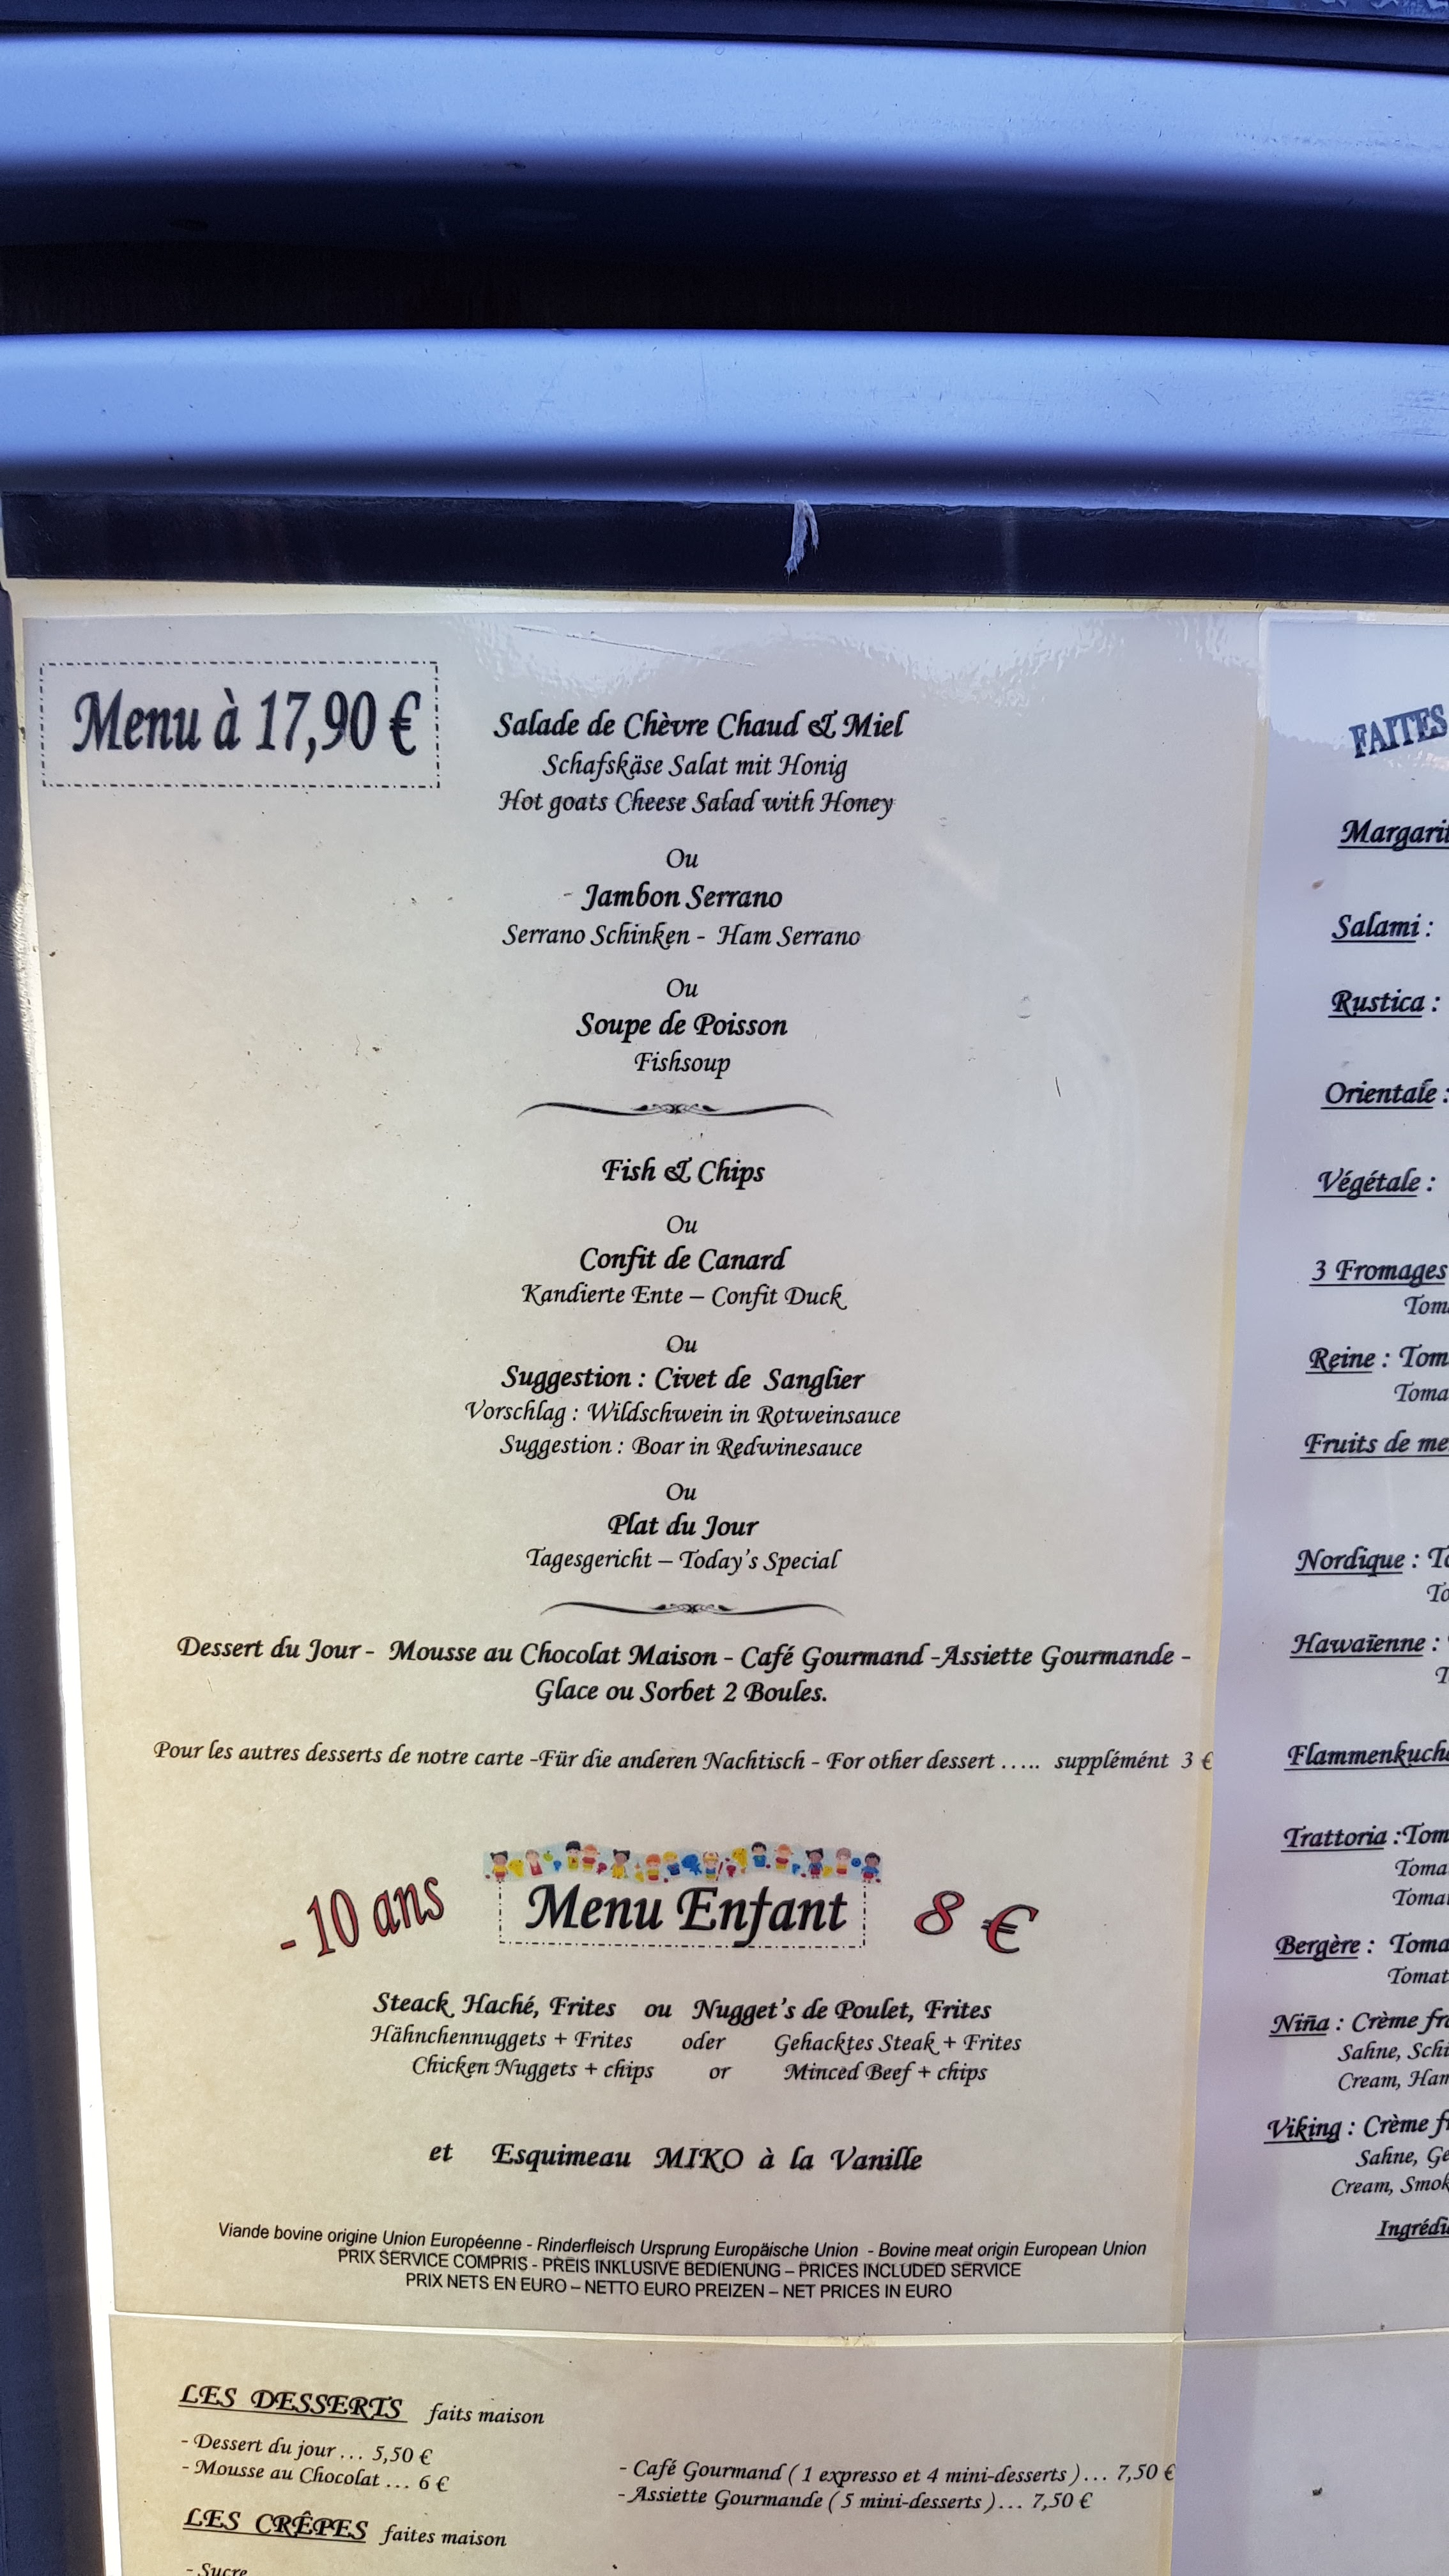 Menu à 17,90 €
Salade de Chèvre Chaud & Miel
Schafskäse Salat mit Honig
Hot goats Cheese Salad with Honey
Ou
- Jambon Serrano
Serrano Schinken - Ham Serrano
Ou
Soupe de Poisson
Fishsoup
Fish & Chips
Ou
Confit de Canard
Kandierte Ente – Confit Duck
Ou
Suggestion : Civet de Sanglier
Vorschlag : Wildschwein in Rotweinsauce
Suggestion : Boar in Redwinesauce
Ou
Plat du Jour
Tagesgericht – Today's Special
Dessert du Jour - Mousse au Chocolat Maison - Café Gourmand -Assiette Gourmande -
Glace ou Sorbet 2 Boules.
Pour les autres desserts de notre carte -Für die anderen Nachtisch - For other dessert ..... supplémént 3 €
- 10 ans
Menu Enfant
8 €
Steack Haché, Frites ou Nugget's de Poulet, Frites
Hähnchennuggets + Frites oder Gehacktes Steak + Frites
Chicken Nuggets + chips or Minced Beef + chips
et Esquimeau MIKO à la Vanille
Viande bovine origine Union Européenne - Rinderfleisch Ursprung Europäische Union - Bovine meat origin European Union
PRIX SERVICE COMPRIS - PREIS INKLUSIVE BEDIENUNG – PRICES INCLUDED SERVICE
PRIX NETS EN EURO – NETTO EURO PREIZEN – NET PRICES IN EURO
LES DESSERTS faits maison
- Dessert du jour ... 5,50 €
- Mousse au Chocolat ... 6 €
- Café Gourmand ( 1 expresso et 4 mini-desserts )... 7,50 €
- Assiette Gourmande ( 5 mini-desserts )... 7,50 €
LES CRÊPES faites maison
- Sucre
FAITES
Salami :
Rustica :
Orientale :
Végétale :
3 Fromages
Reine :
Fruits de
Nordique :
Hawaïenne :
Trattoria :
Bergère :
Niña : Crème
Sahne,
Cream,
Viking : Crème
Sahne,
Cream,